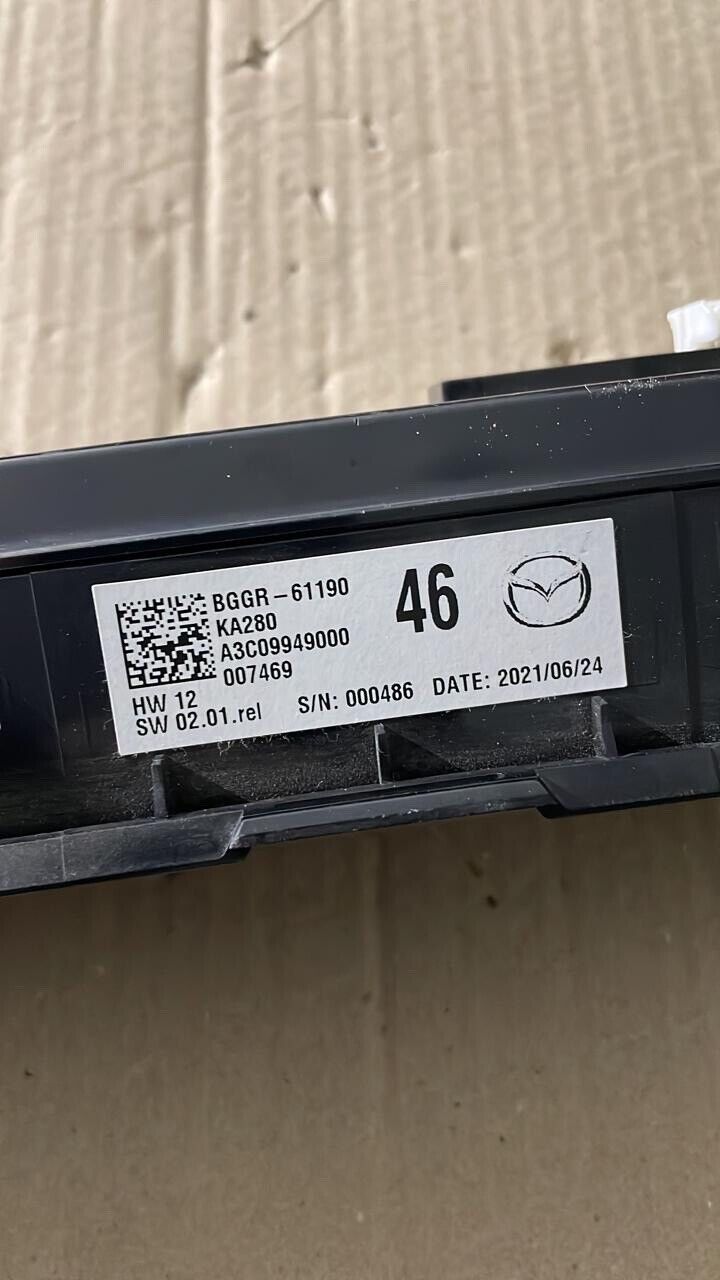 BGGR-61190
KA280
A3C09949000
007469
46
HW 12
SW 02.01.rel
S/N: 000486
DATE: 2021/06/24